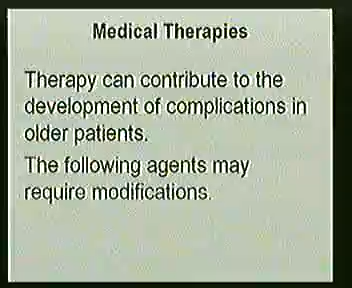 Medical Therapies
Therapy can contribute to the
development of complications in
older patients.
The following agents may
require modifications.